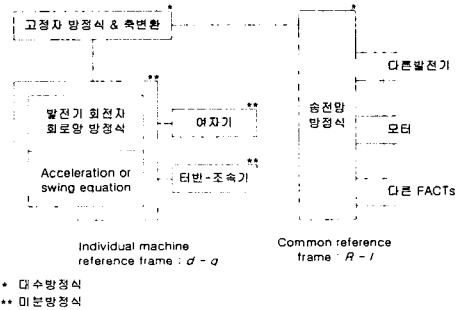 고정자 방정식 & 축변환 *
**
발전기 회전자
회로망 방정식
Acceleration or
swing equation
**
여자기
**
터반-조속기
*
송전망
방정식
다른발전기
모터
다른 FACTs
Individual machine
reference frame : d - q
Common reference
frame : R - I
* 대수방정식
** 미분방정식